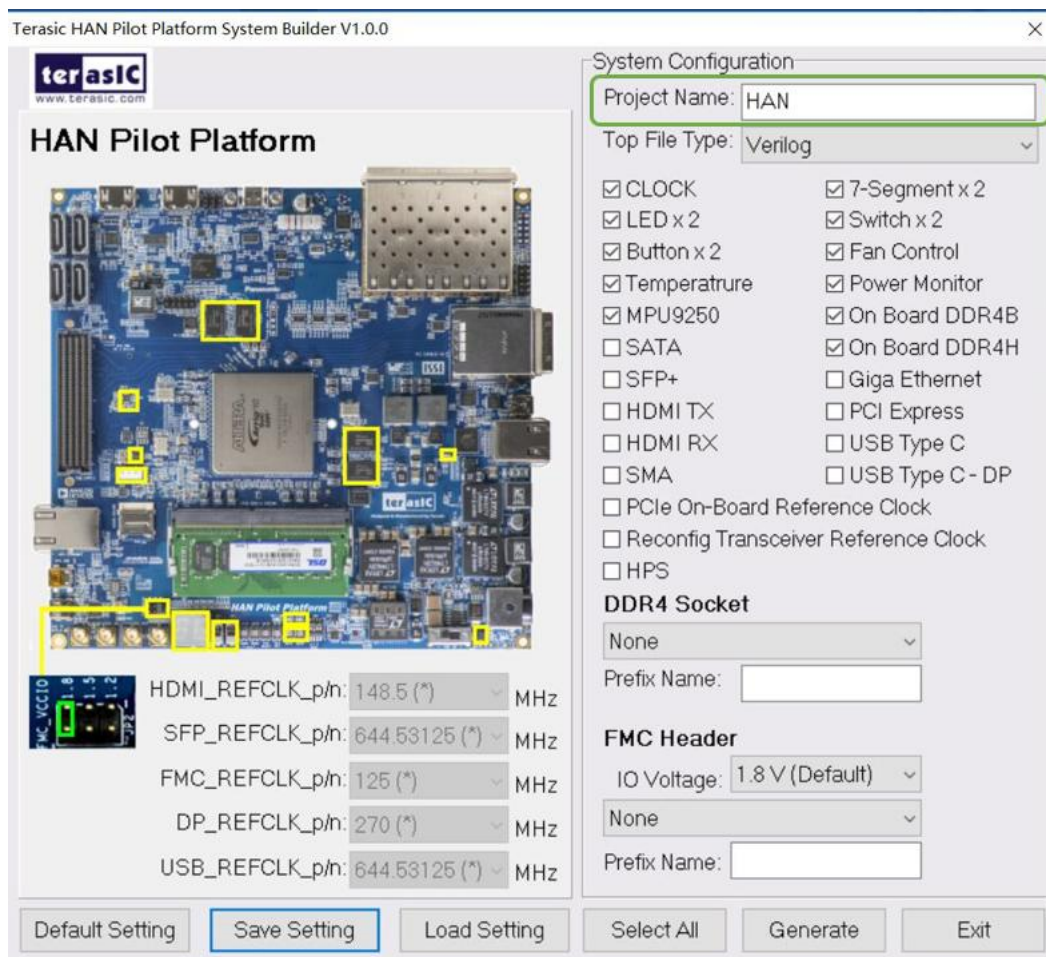 Terasic HAN Pilot Platform System Builder V1.0.0
terasIC
www.terasic.com
HAN Pilot Platform
terasIC
HAN Pilot Platform
FMC_VCCIO
1.8
1.5
1.2
JP2
HDMI_REFCLK_p/n: 148.5 (*) MHz
SFP_REFCLK_p/n: 644.53125 (*) MHz
FMC_REFCLK_p/n: 125 (*) MHz
DP_REFCLK_p/n: 270 (*) MHz
USB_REFCLK_p/n: 644.53125 (*) MHz
System Configuration
Project Name: HAN
Top File Type: Verilog
CLOCK 7-Segment x 2
LED x 2 Switch x 2
Button x 2 Fan Control
Temperatrure Power Monitor
MPU9250 On Board DDR4B
SATA On Board DDR4H
SFP+ Giga Ethernet
HDMI TX PCI Express
HDMI RX USB Type C
SMA USB Type C - DP
PCIe On-Board Reference Clock
Reconfig Transceiver Reference Clock
HPS
DDR4 Socket
None
Prefix Name:
FMC Header
IO Voltage: 1.8 V (Default)
None
Prefix Name:
Default Setting Save Setting Load Setting Select All Generate Exit